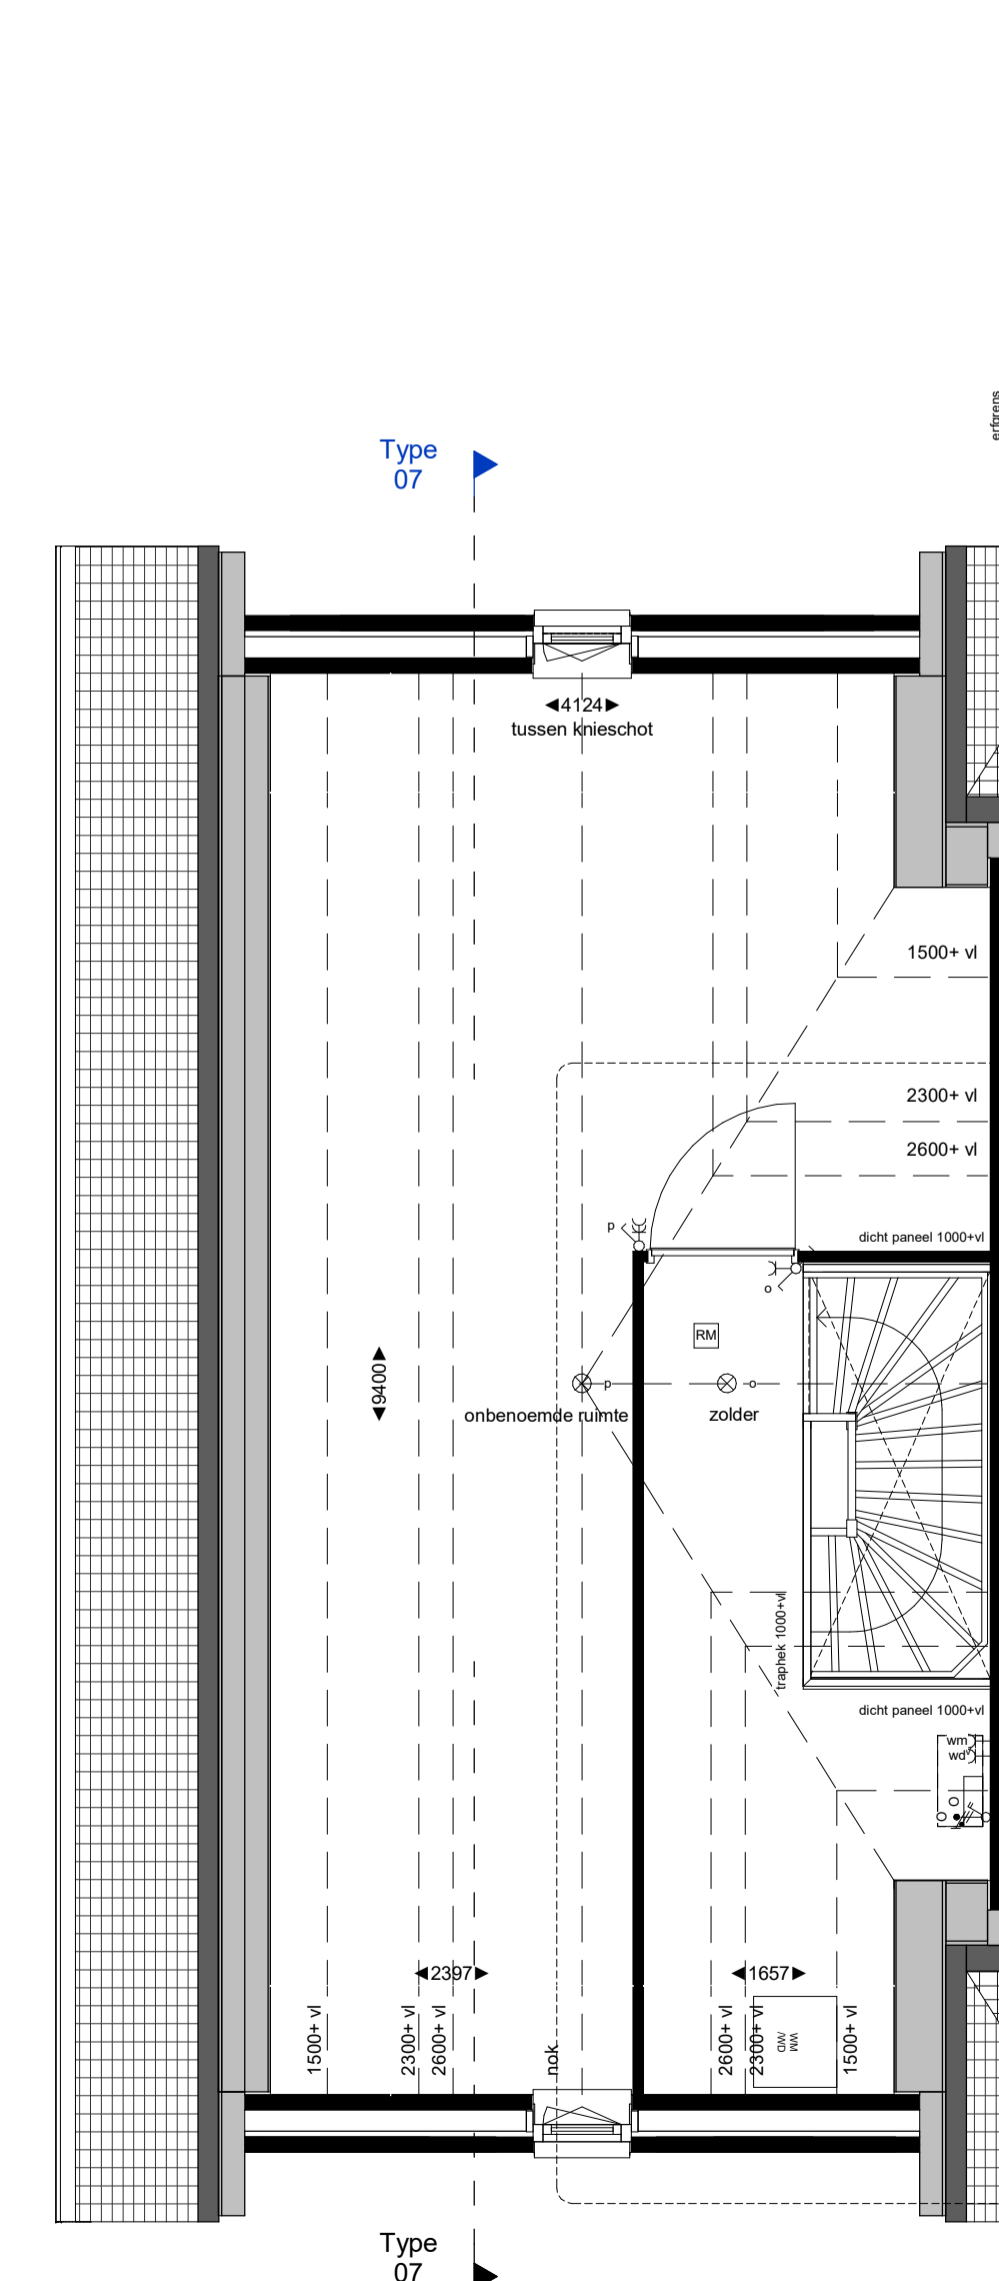 erfgrens
Type
07
4124
tussen knieschot
1500+ vl
2300+ vl
2600+ vl
dicht paneel 1000+vl
p
o
RM
9400
p
o
onbenoemde ruimte
zolder
traphek 1000+vl
dicht paneel 1000+vl
wm
wd
2397
1657
1500+ vl
2300+ vl
2600+ vl
nok
2600+ vl
2300+ vl
WM
/WD
1500+ vl
Type
07